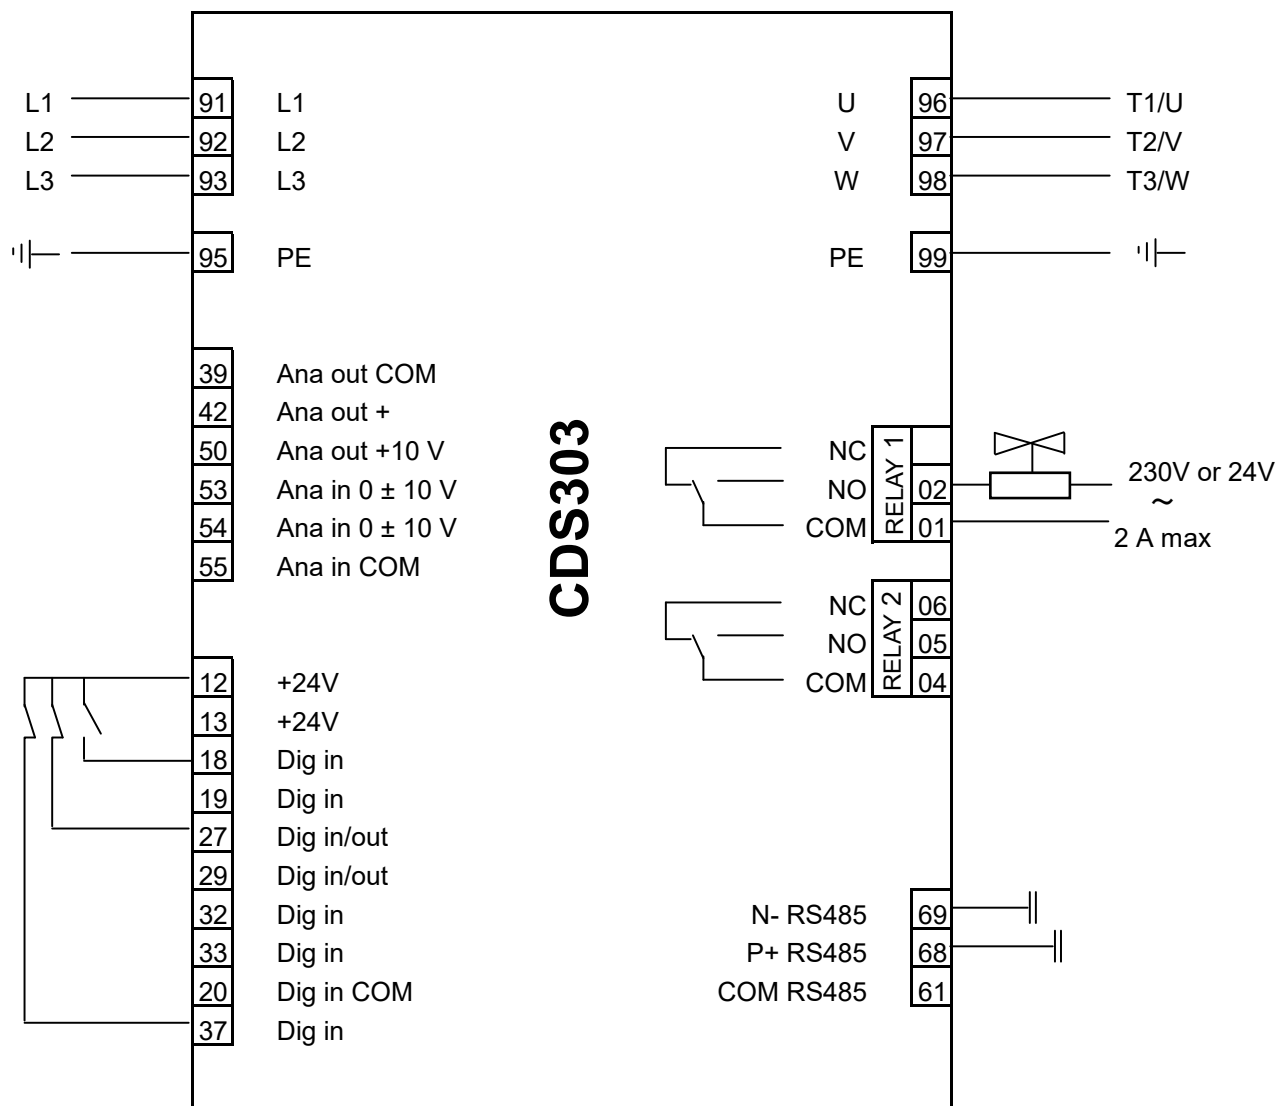 L1 91 L1 U 96 T1/U
L2 92 L2 V 97 T2/V
L3 93 L3 W 98 T3/W
95 PE PE 99
39 Ana out COM
42 Ana out +
50 Ana out +10 V
53 Ana in 0 ± 10 V
54 Ana in 0 ± 10 V
55 Ana in COM
CDS303
RELAY 1
NC
NO 02 230V or 24V
~
COM 01 2 A max
RELAY 2
NC 06
NO 05
COM 04
12 +24V
13 +24V
18 Dig in
19 Dig in
27 Dig in/out
29 Dig in/out
32 Dig in
33 Dig in
20 Dig in COM
37 Dig in
N- RS485 69
P+ RS485 68
COM RS485 61